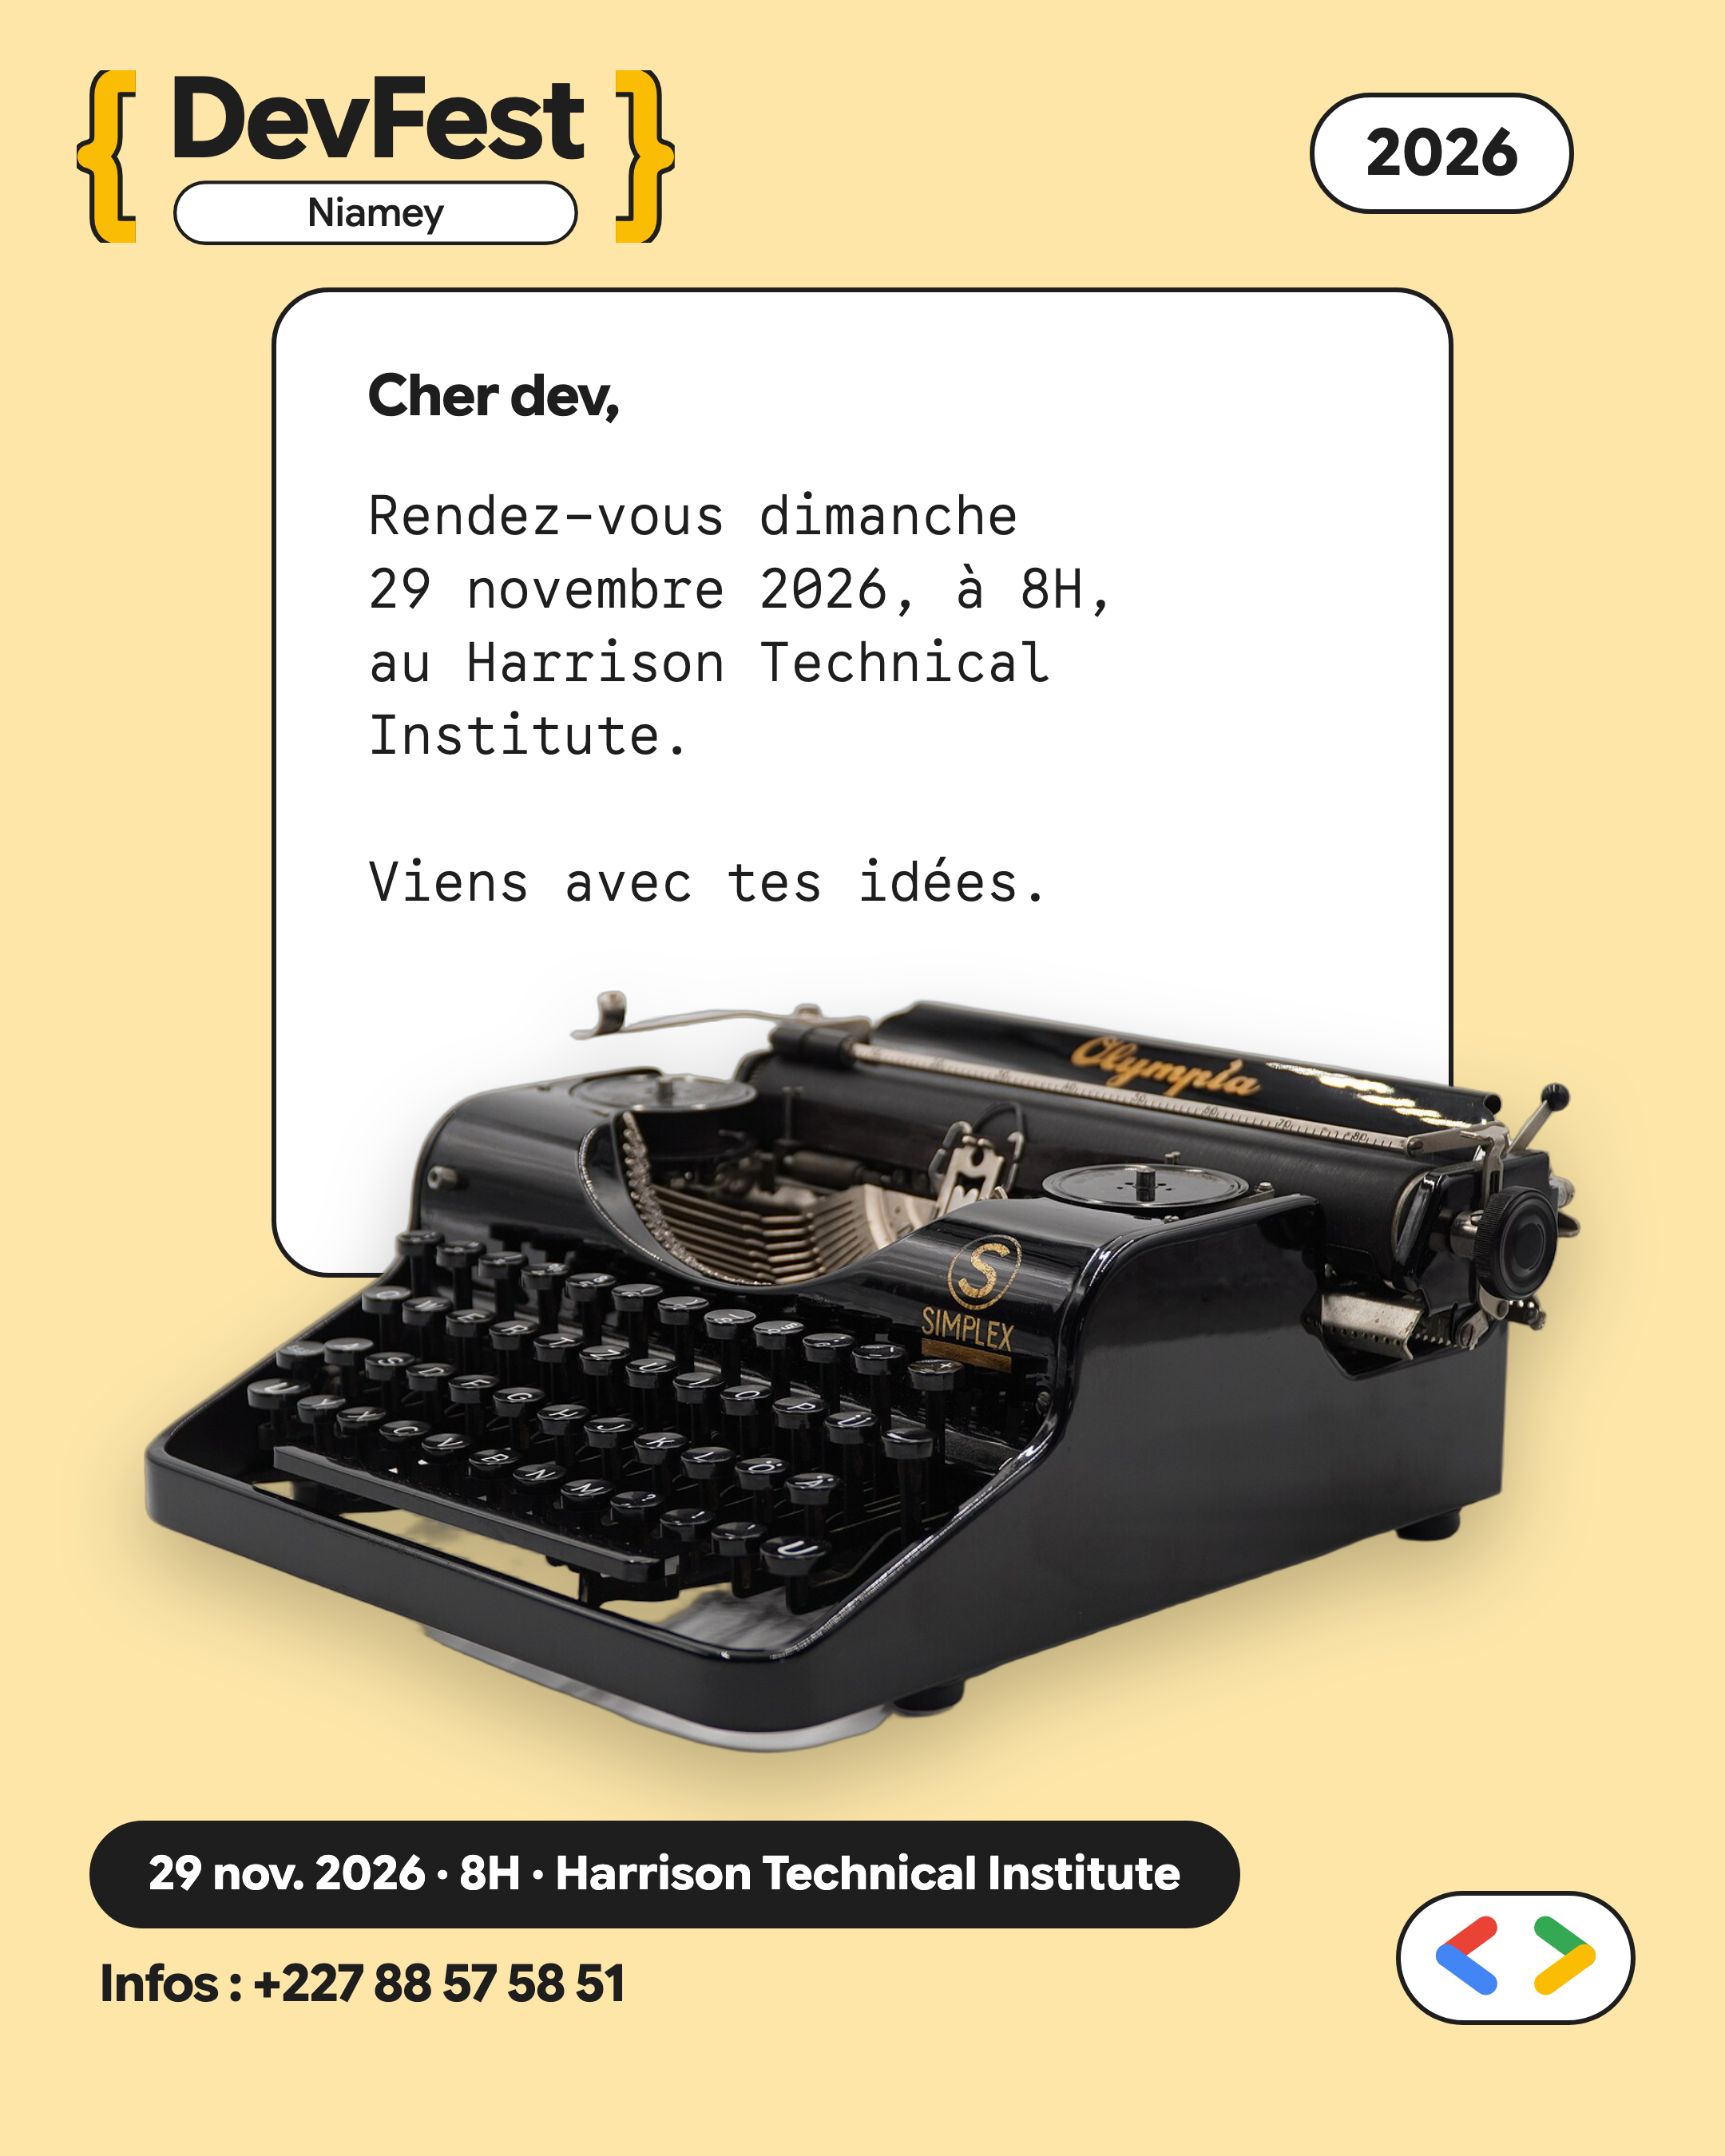 DevFest
Niamey
2026
Cher dev,
Rendez-vous dimanche
29 novembre 2026, à 8H,
au Harrison Technical
Institute.
Viens avec tes idées.
Olympia
S
SIMPLEX
29 nov. 2026 · 8H · Harrison Technical Institute
Infos : +227 88 57 58 51